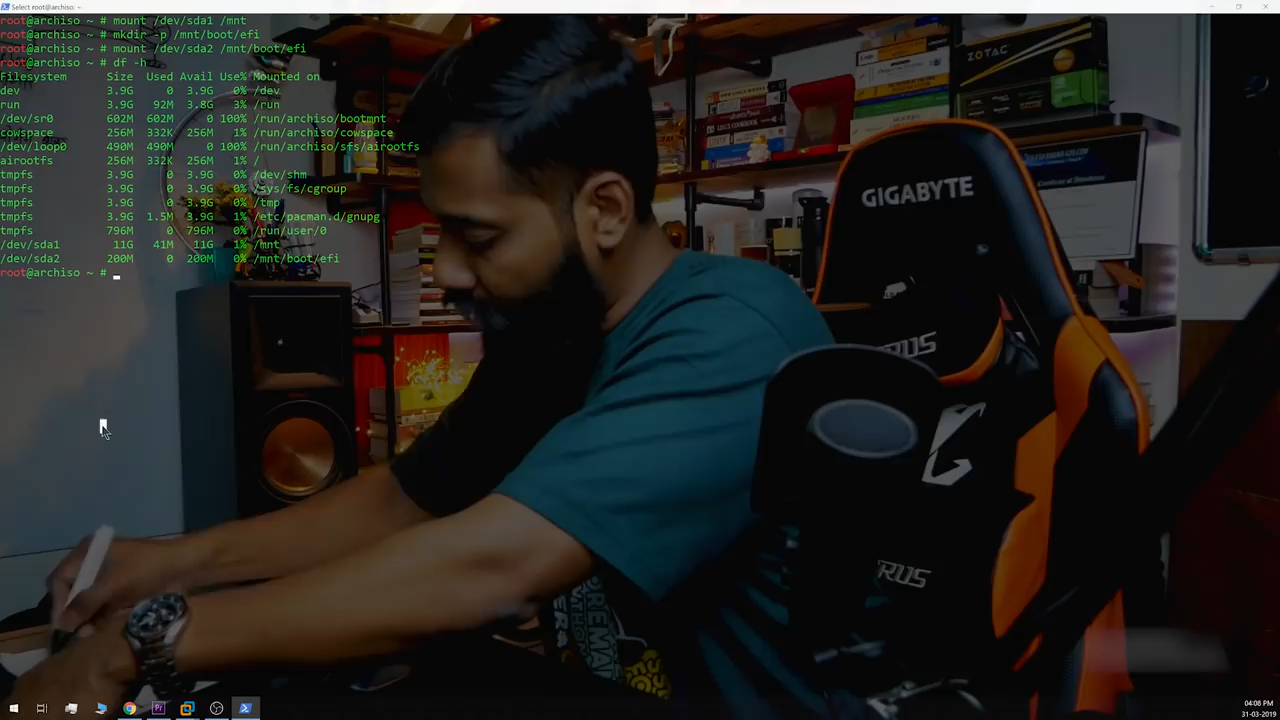 Select root@archiso: ~
root@archiso ~ # mount /dev/sda1 /mnt
root@archiso ~ # mkdir -p /mnt/boot/efi
root@archiso ~ # mount /dev/sda2 /mnt/boot/efi
root@archiso ~ # df -h
Filesystem Size Used Avail Use% Mounted on
dev 3.9G 0 3.9G 0% /dev
run 3.9G 92M 3.8G 3% /run
/dev/sr0 602M 602M 0 100% /run/archiso/bootmnt
cowspace 256M 332K 256M 1% /run/archiso/cowspace
/dev/loop0 490M 490M 0 100% /run/archiso/sfs/airootfs
airootfs 256M 332K 256M 1% /
tmpfs 3.9G 0 3.9G 0% /dev/shm
tmpfs 3.9G 0 3.9G 0% /sys/fs/cgroup
tmpfs 3.9G 0 3.9G 0% /tmp
tmpfs 3.9G 1.5M 3.9G 1% /etc/pacman.d/gnupg
tmpfs 796M 0 796M 0% /run/user/0
/dev/sda1 11G 41M 11G 1% /mnt
/dev/sda2 200M 0 200M 0% /mnt/boot/efi
root@archiso ~ #
ZOTAC
GIGABYTE
RUS
RUS
Pr
04:08 PM
31-03-2019